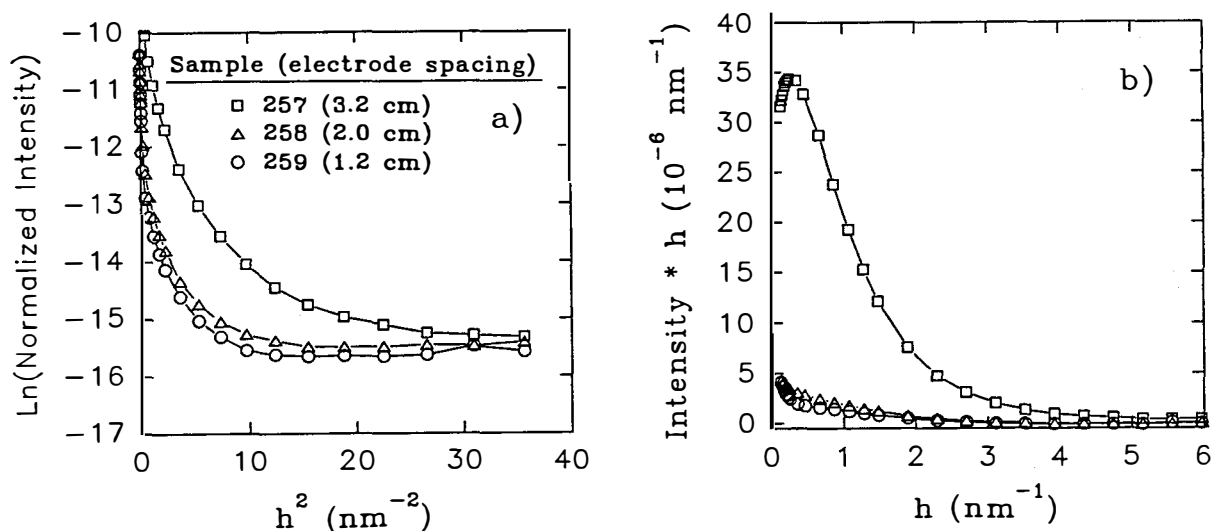 Ln(Normalized Intensity)
-10
-11
-12
-13
-14
-15
-16
-17
Sample (electrode spacing)
257 (3.2 cm)
258 (2.0 cm)
259 (1.2 cm)
a)
0
10
20
30
40
h² (nm⁻²)
Intensity * h (10⁻⁶ nm⁻¹)
40
35
30
25
20
15
10
5
0
b)
0
1
2
3
4
5
6
h (nm⁻¹)